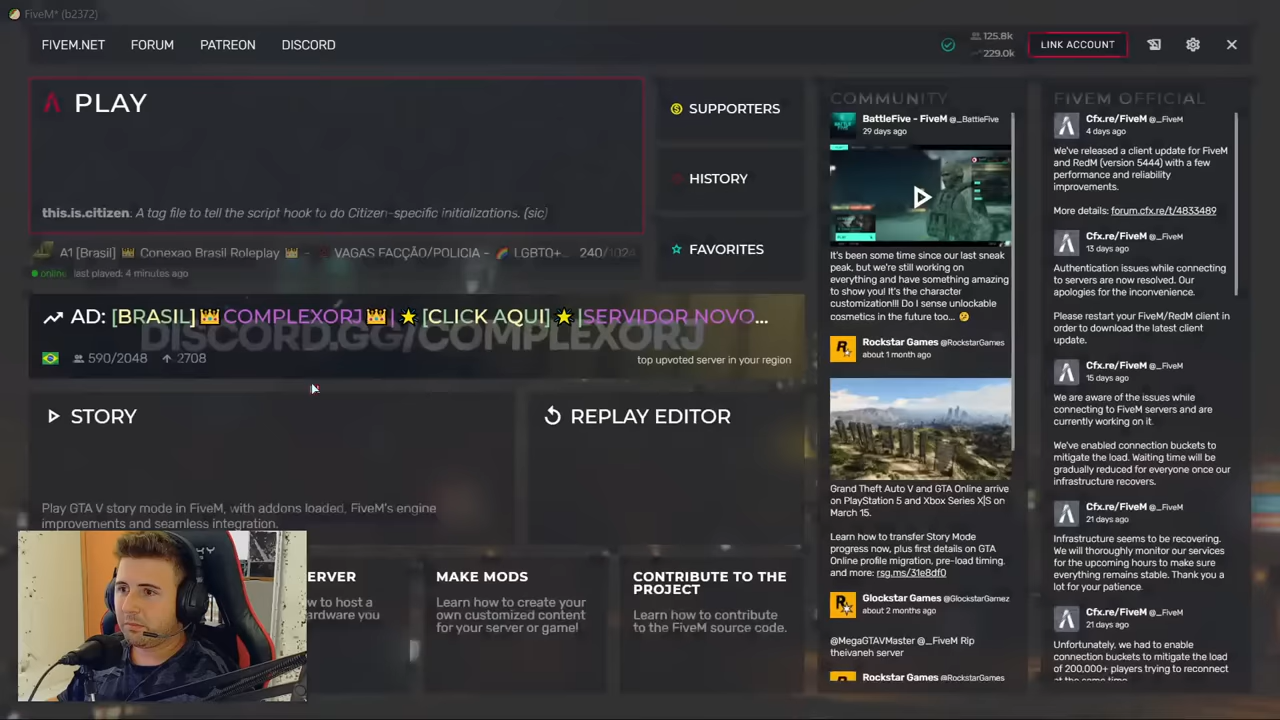 FiveM* (b2372)
FIVEM.NET
FORUM
PATREON
DISCORD
125.8k
229.0k
LINK ACCOUNT
PLAY
this.is.citizen. A tag file to tell the script hook to do Citizen-specific initializations. (sic)
A1 [Brasil] 👑 Conexao Brasil Roleplay 👑 - VAGAS FACÇÃO/POLICIA - 🌈 LGBTQ+... 240/1024
online last played: 4 minutes ago
SUPPORTERS
HISTORY
FAVORITES
AD: [BRASIL]👑COMPLEXORJ👑| ⭐ [CLICK AQUI] ⭐ |SERVIDOR NOVO...
DISCORD.GG/COMPLEXORJ
590/2048 2708
top upvoted server in your region
STORY
Play GTA V story mode in FiveM, with addons loaded, FiveM's engine
improvements and seamless integration.
REPLAY EDITOR
ERVER
w to host a
ardware you
MAKE MODS
Learn how to create your
own customized content
for your server or game!
CONTRIBUTE TO THE
PROJECT
Learn how to contribute
to the FiveM source code.
COMMUNITY
BattleFive - FiveM @_BattleFive
29 days ago
It's been some time since our last sneak
peak, but we're still working on
everything and have something amazing
to show you! It's the character
customization!!! Do I sense unlockable
cosmetics in the future too... 🤔
Rockstar Games @RockstarGames
about 1 month ago
Grand Theft Auto V and GTA Online arrive
on PlayStation 5 and Xbox Series X|S on
March 15.
Learn how to transfer Story Mode
progress now, plus first details on GTA
Online profile migration, pre-load timing,
and more: rsg.ms/31e8df0
Glockstar Games @GlockstarGamez
about 2 months ago
@MegaGTAVMaster @_FiveM Rip
theivaneh server
Rockstar Games @RockstarGames
FIVEM OFFICIAL
Cfx.re/FiveM @_FiveM
4 days ago
We've released a client update for FiveM
and RedM (version 5444) with a few
performance and reliability
improvements.
More details: forum.cfx.re/t/4833489
Cfx.re/FiveM @_FiveM
13 days ago
Authentication issues while connecting
to servers are now resolved. Our
apologies for the inconvenience.
Please restart your FiveM/RedM client in
order to download the latest client
update.
Cfx.re/FiveM @_FiveM
15 days ago
We are aware of the issues while
connecting to FiveM servers and are
currently working on it.
We've enabled connection buckets to
mitigate the load. Waiting time will be
gradually reduced for everyone once our
infrastructure recovers.
Cfx.re/FiveM @_FiveM
21 days ago
Infrastructure seems to be recovering.
We will thoroughly monitor our services
for the upcoming hours to make sure
everything remains stable. Thank you a
lot for your patience.
Cfx.re/FiveM @_FiveM
21 days ago
Unfortunately, we had to enable
connection buckets to mitigate the load
of 200,000+ players trying to reconnect
at the same time.